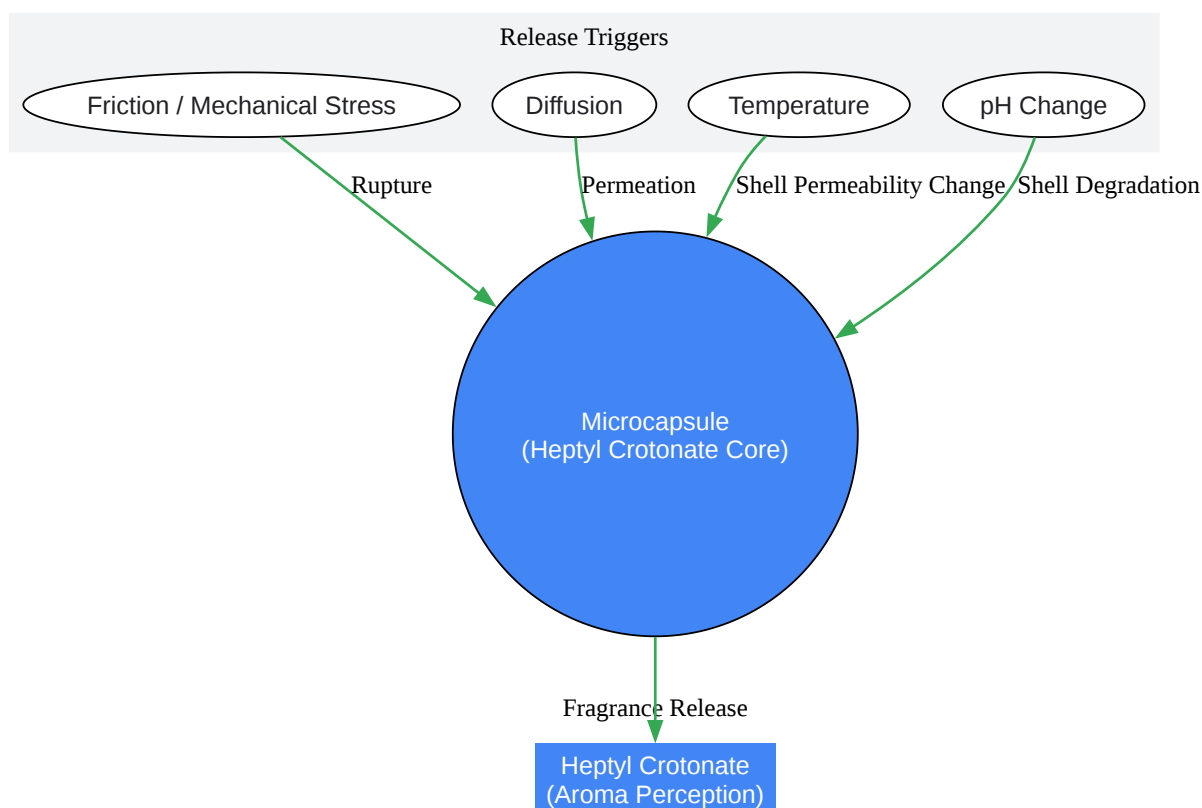 Release Triggers
Friction / Mechanical Stress
Diffusion
Temperature
pH Change
Rupture
Permeation
Shell Permeability Change
Shell Degradation
Microcapsule
(Heptyl Crotonate Core)
Fragrance Release
Heptyl Crotonate
(Aroma Perception)